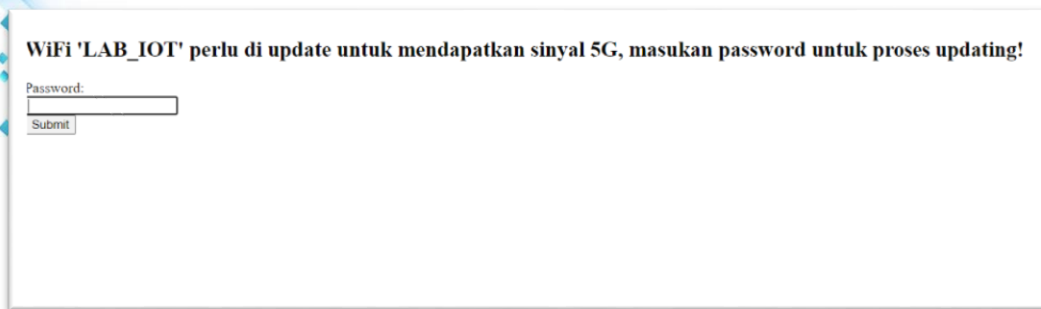 WiFi 'LAB_IOT' perlu di update untuk mendapatkan sinyal 5G, masukan password untuk proses updating!
Password:
Submit